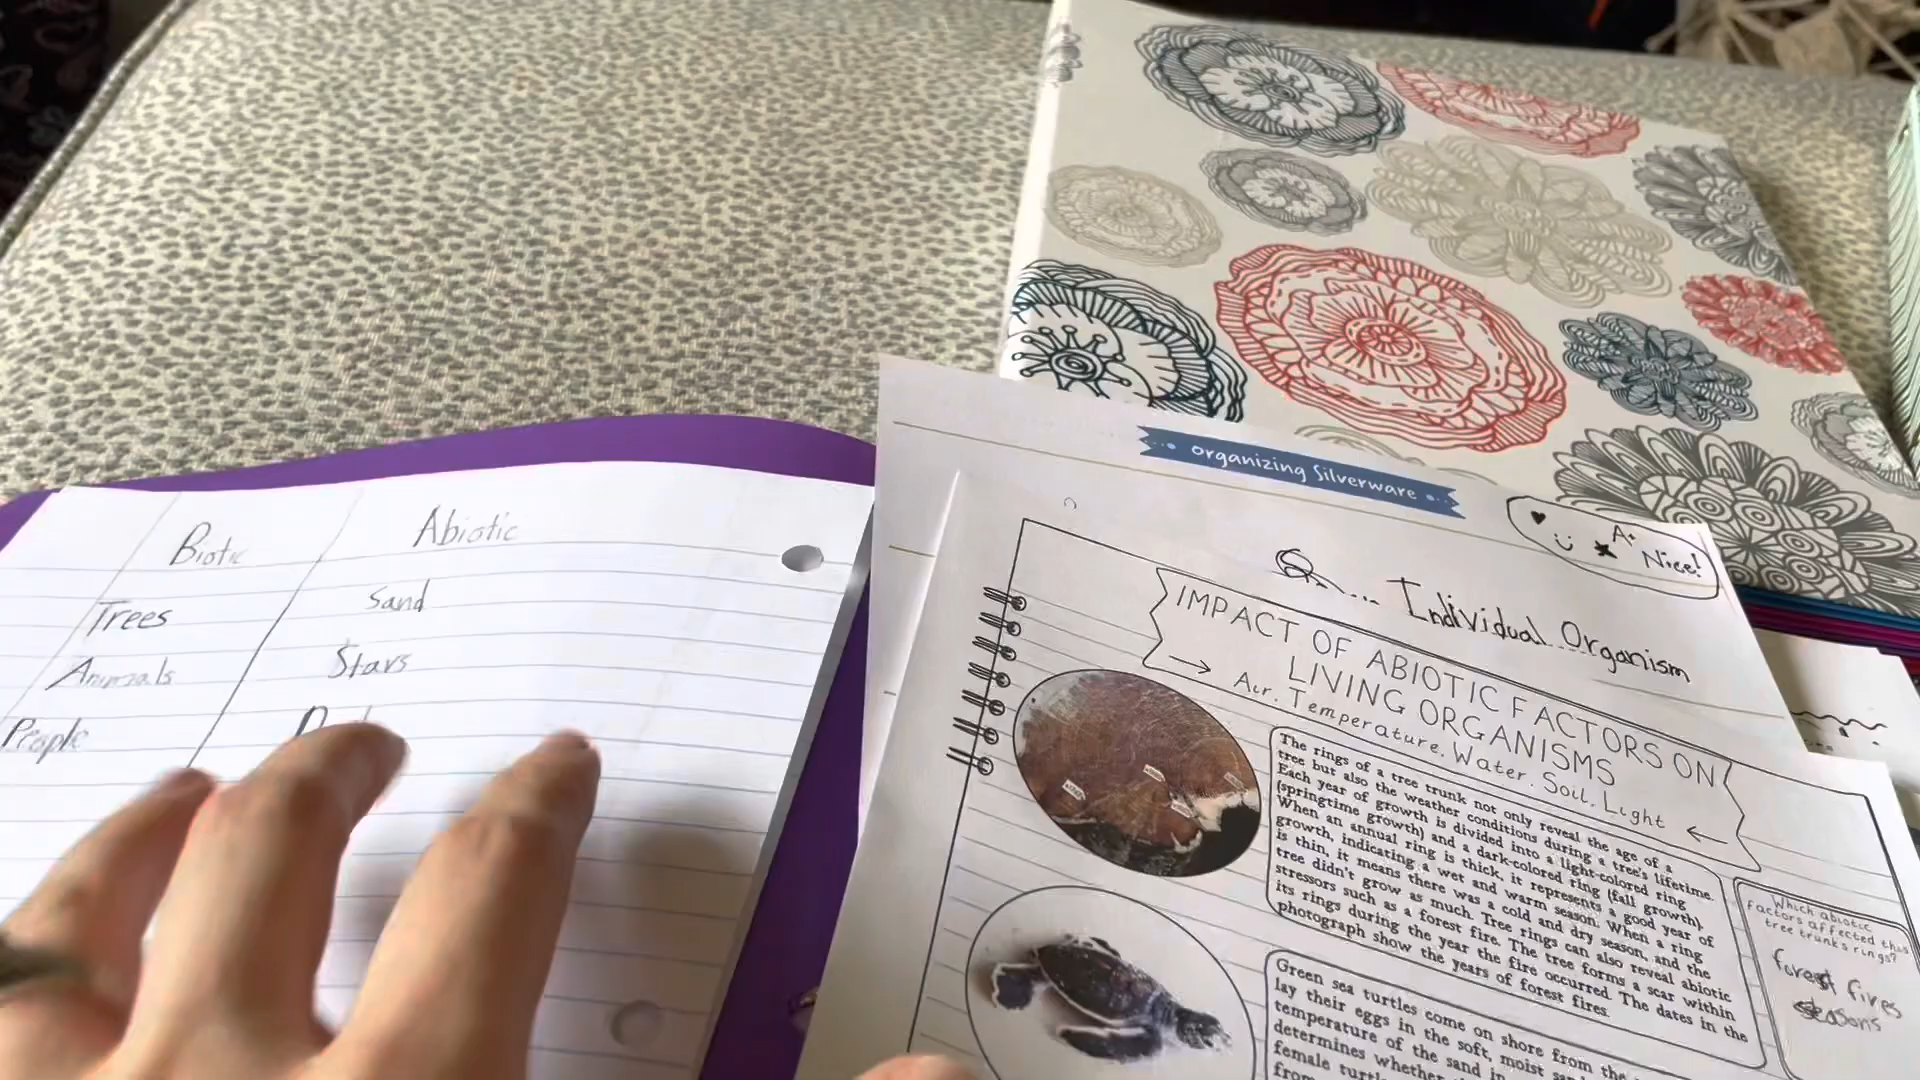 Biotic
Abiotic
Trees
Sand
Animals
Stars
People
organizing Silverware
A+
Nice!
Individual Organism
IMPACT OF ABIOTIC FACTORS ON
LIVING ORGANISMS
Air. Temperature. Water. Soil. Light
The rings of a tree trunk not only reveal the age of a
tree but also the weather conditions during a tree's lifetime.
Each year of growth is divided into a light-colored ring
(springtime growth) and a dark-colored ring (fall growth).
When an annual ring is thick, it represents a good year of
growth, indicating a wet and warm season. When a ring
is thin, it means there was a cold and dry season, and the
tree didn't grow as much. Tree rings can also reveal abiotic
stressors such as a forest fire. The tree forms a scar within
its rings during the year the fire occurred. The dates in the
photograph show the years of forest fires.
Which abiotic
factors affected this
tree trunk's rings?
forest fires
seasons
Green sea turtles come on shore from the
lay their eggs in the soft, moist
temperature of the sand in
determines whether
female
from